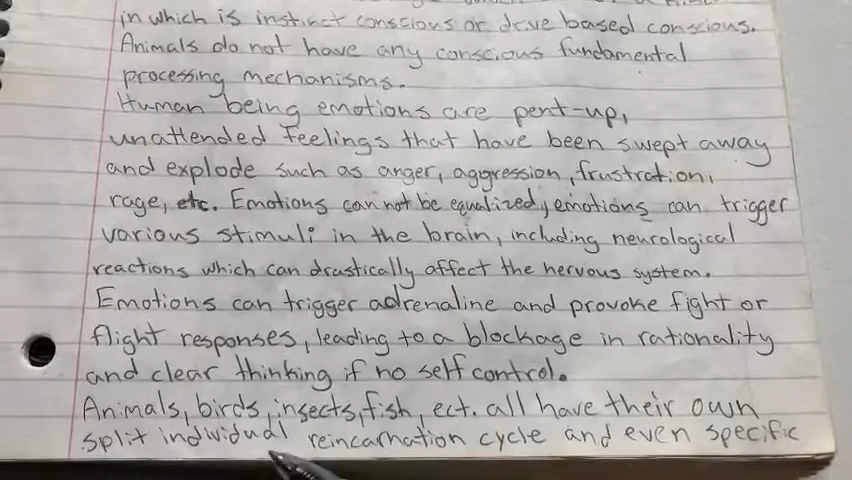 in which is instinct conscious or drive based conscious.
Animals do not have any conscious fundamental
processing mechanisms.
Human being emotions are pent-up,
unattended feelings that have been swept away
and explode such as anger, aggression, frustration,
rage, etc. Emotions can not be equalized, emotions can trigger
various stimuli in the brain, including neurological
reactions which can drastically affect the nervous system.
Emotions can trigger adrenaline and provoke fight or
flight responses, leading to a blockage in rationality
and clear thinking if no self control.
Animals, birds, insects, fish, ect. all have their own
split individual reincarnation cycle and even specific